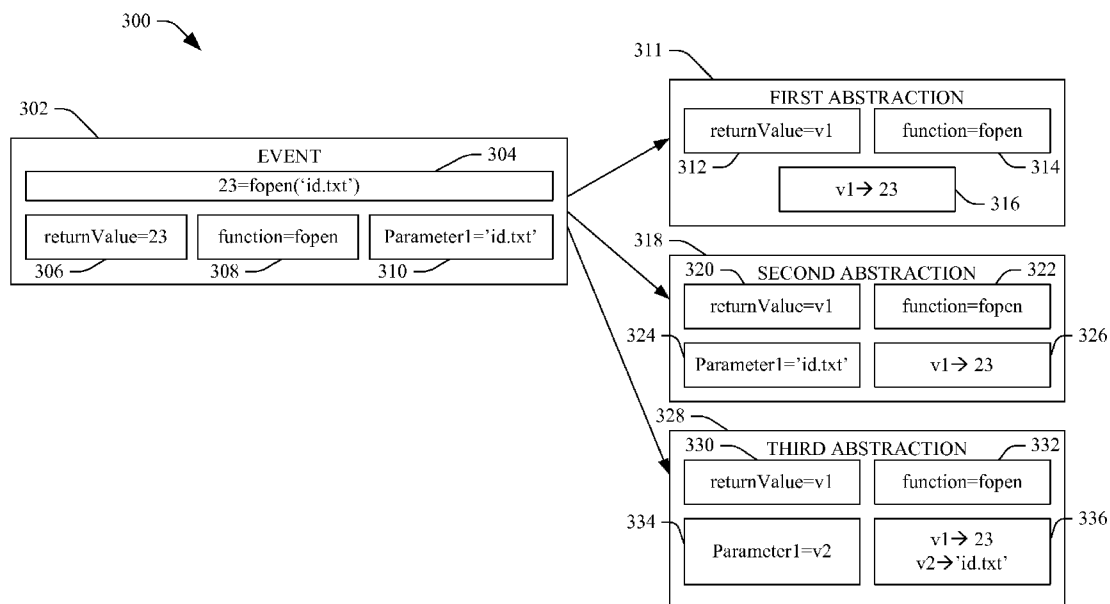 300
302
EVENT
304
23=fopen(‘id.txt’)
returnValue=23
function=fopen
Parameter1=’id.txt’
306
308
310
311
FIRST ABSTRACTION
returnValue=v1
function=fopen
312
314
v1→ 23
316
318
SECOND ABSTRACTION
320
322
returnValue=v1
function=fopen
324
326
Parameter1=’id.txt’
v1→ 23
328
THIRD ABSTRACTION
330
332
returnValue=v1
function=fopen
334
336
Parameter1=v2
v1→ 23
v2→’id.txt’